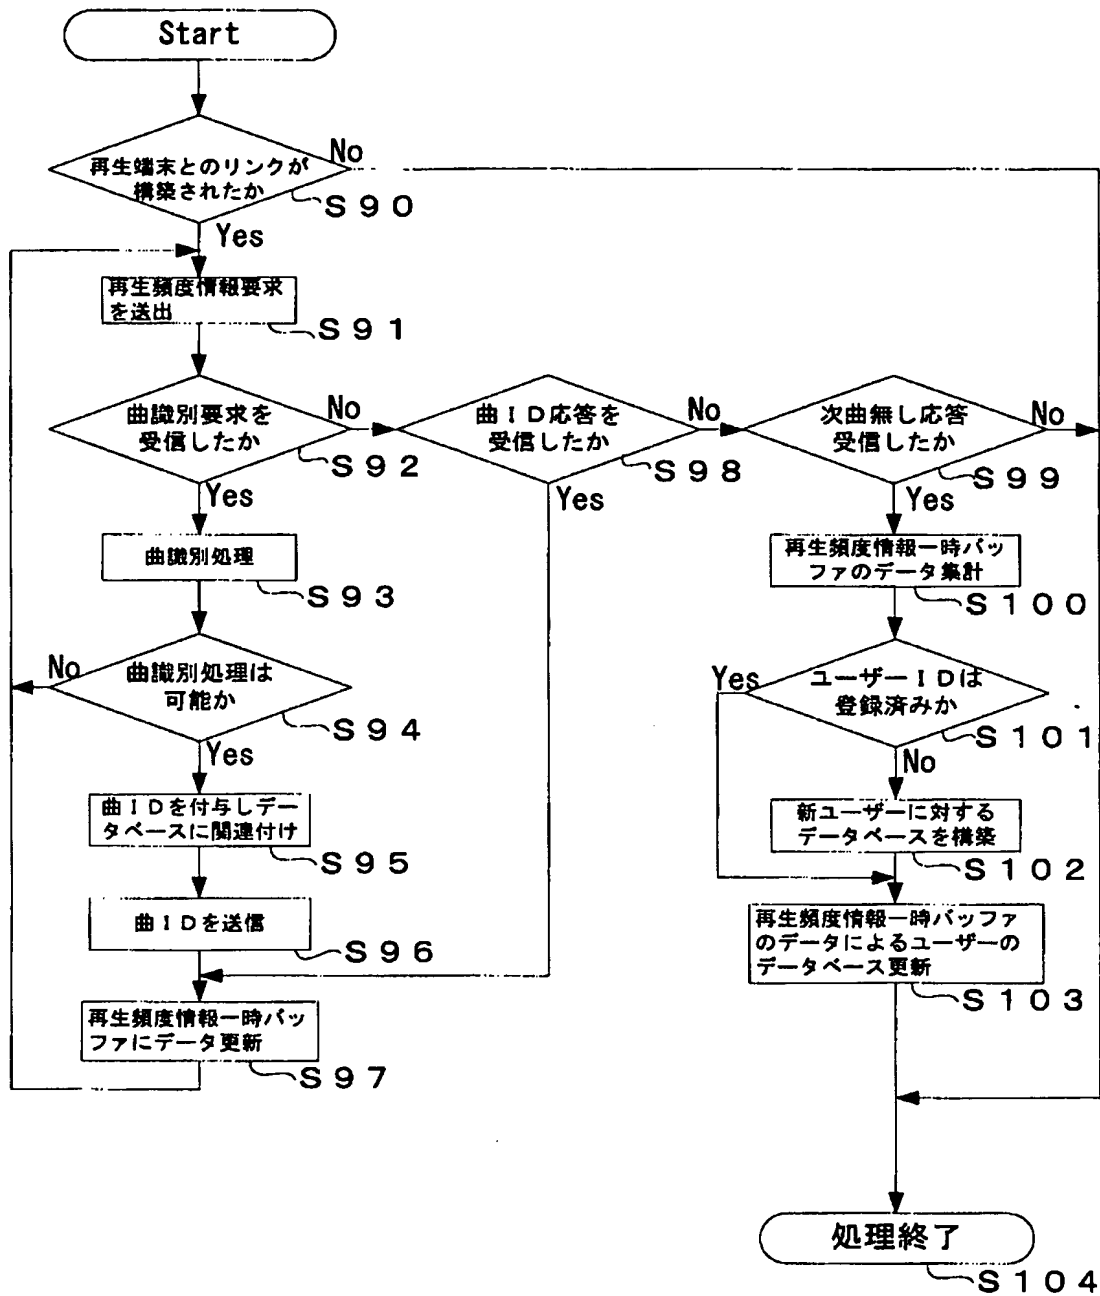 Start
再生端末とのリンクが
構築されたか
No
S90
Yes
再生頻度情報要求
を送出
S91
曲識別要求を
受信したか
No
S92
Yes
曲ID応答を
受信したか
No
S98
Yes
次曲無し応答
受信したか
No
S99
Yes
曲識別処理
S93
再生頻度情報一時バッ
ファのデータ集計
S100
曲識別処理は
可能か
No
S94
Yes
ユーザーIDは
登録済みか
Yes
S101
No
曲IDを付与しデー
タベースに関連付け
S95
新ユーザーに対する
データベースを構築
S102
曲IDを送信
S96
再生頻度情報一時バッファ
のデータによるユーザーの
データベース更新
S103
再生頻度情報一時バッ
ファにデータ更新
S97
処理終了
S104